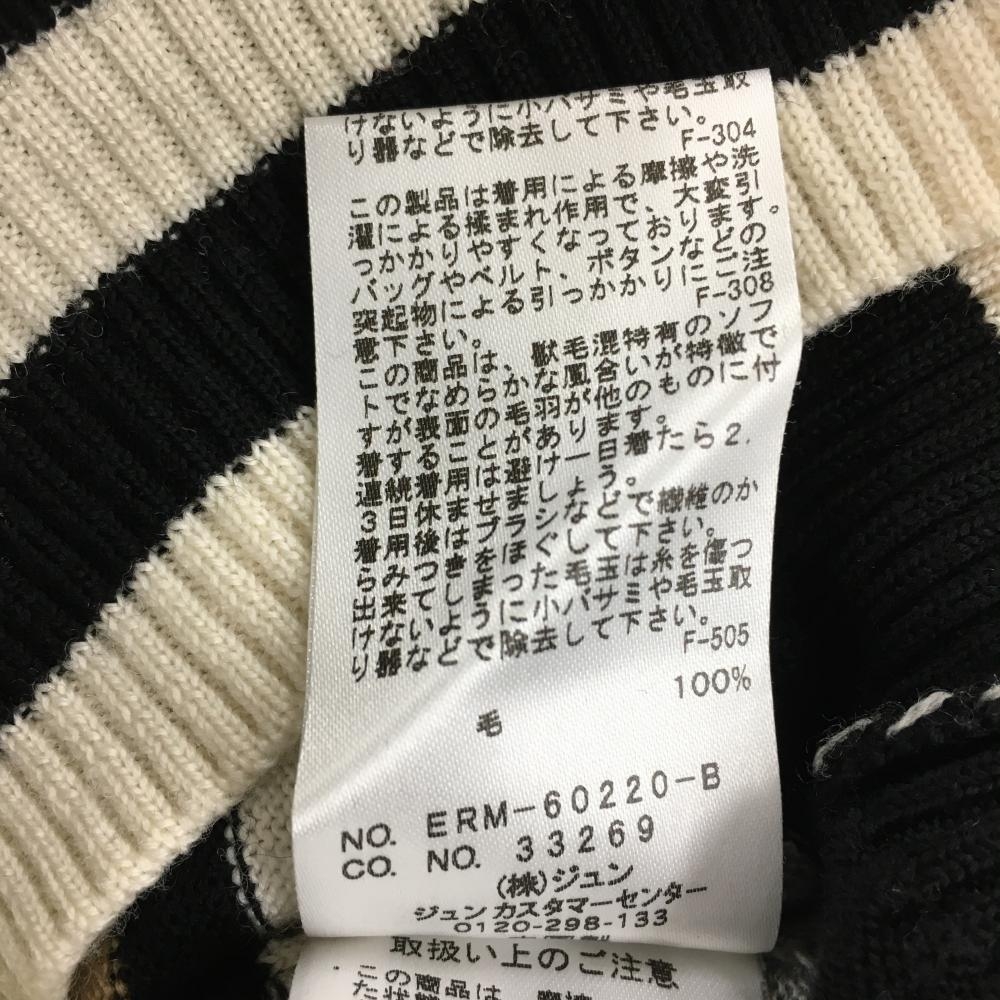 けないように小バサミや毛玉取
り器などで除去して下さい。
F-304
この製品は着用による摩擦や洗
濯による揉まれ作用で、大変引
っかかりやすくなっております。
バッグやベルト、ボタンなどの
突起物による引っかかりにご注
意下さい。
F-308
この商品は、獣毛混特有のソフ
トでなめらかな風合いが特徴で
すが表面の毛羽が他のものに付
着することがあります。
連続着用は避け一日着たら2.
3日休ませましょう。
着用後はブラシなどで繊維のか
らみつきをほぐして下さい。
出来てしまった毛玉は糸を傷つ
けないように小バサミや毛玉取
り器などで除去して下さい。
F-505
100%
毛
NO. ERM-60220-B
CO. NO. 33269
(株)ジュン
ジュンカスタマーセンター
0120-298-133
取扱い上のご注意
この商品は、摩擦